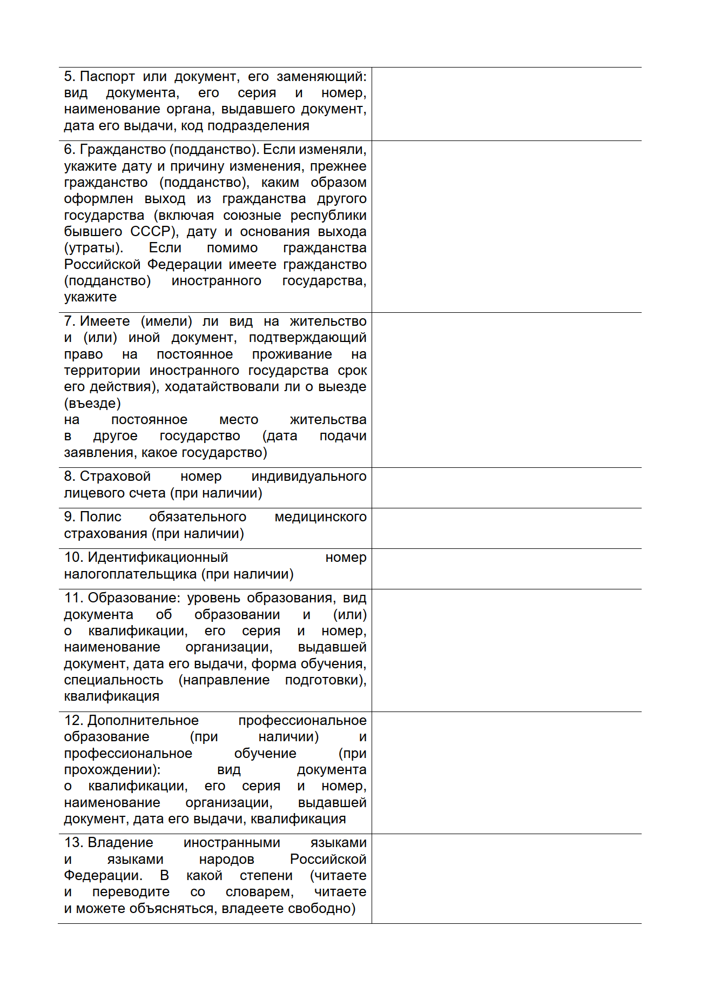 5. Паспорт или документ, его заменяющий:
вид документа, его серия и номер,
наименование органа, выдавшего документ,
дата его выдачи, код подразделения
6. Гражданство (подданство). Если изменяли,
укажите дату и причину изменения, прежнее
гражданство (подданство), каким образом
оформлен выход из гражданства другого
государства (включая союзные республики
бывшего СССР), дату и основания выхода
(утраты). Если помимо гражданства
Российской Федерации имеете гражданство
(подданство) иностранного государства,
укажите
7. Имеете (имели) ли вид на жительство
и (или) иной документ, подтверждающий
право на постоянное проживание на
территории иностранного государства срок
его действия), ходатайствовали ли о выезде
(въезде)
на постоянное место жительства
в другое государство (дата подачи
заявления, какое государство)
8. Страховой номер индивидуального
лицевого счета (при наличии)
9. Полис обязательного медицинского
страхования (при наличии)
10. Идентификационный номер
налогоплательщика (при наличии)
11. Образование: уровень образования, вид
документа об образовании и (или)
о квалификации, его серия и номер,
наименование организации, выдавшей
документ, дата его выдачи, форма обучения,
специальность (направление подготовки),
квалификация
12. Дополнительное профессиональное
образование (при наличии) и
профессиональное обучение (при
прохождении): вид документа
о квалификации, его серия и номер,
наименование организации, выдавшей
документ, дата его выдачи, квалификация
13. Владение иностранными языками
и языками народов Российской
Федерации. В какой степени (читаете
и переводите со словарем, читаете
и можете объясняться, владеете свободно)